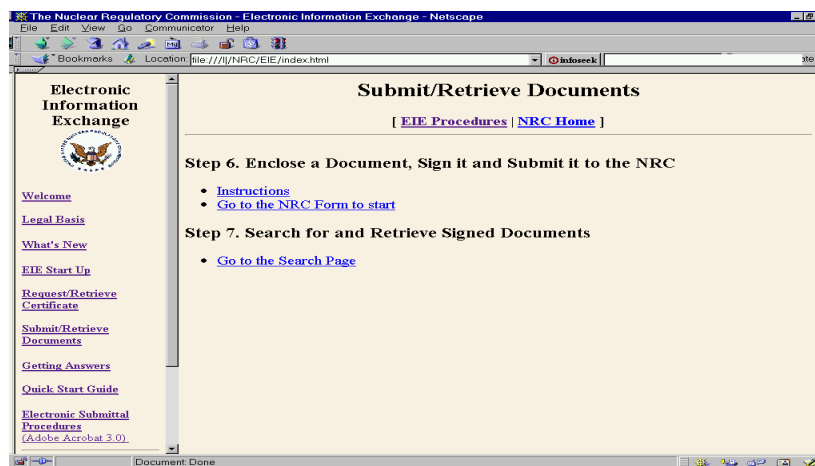 The Nuclear Regulatory Commission - Electronic Information Exchange - Netscape
File Edit View Go Communicator Help
Bookmarks Location: file:///I|/NRC/EIE/index.html infoseek
Electronic
Information
Exchange
Welcome
Legal Basis
What's New
EIE Start Up
Request/Retrieve
Certificate
Submit/Retrieve
Documents
Getting Answers
Quick Start Guide
Electronic Submittal
Procedures
(Adobe Acrobat 3.0)
Submit/Retrieve Documents
[ EIE Procedures | NRC Home ]
Step 6. Enclose a Document, Sign it and Submit it to the NRC
• Instructions
• Go to the NRC Form to start
Step 7. Search for and Retrieve Signed Documents
• Go to the Search Page
Document: Done